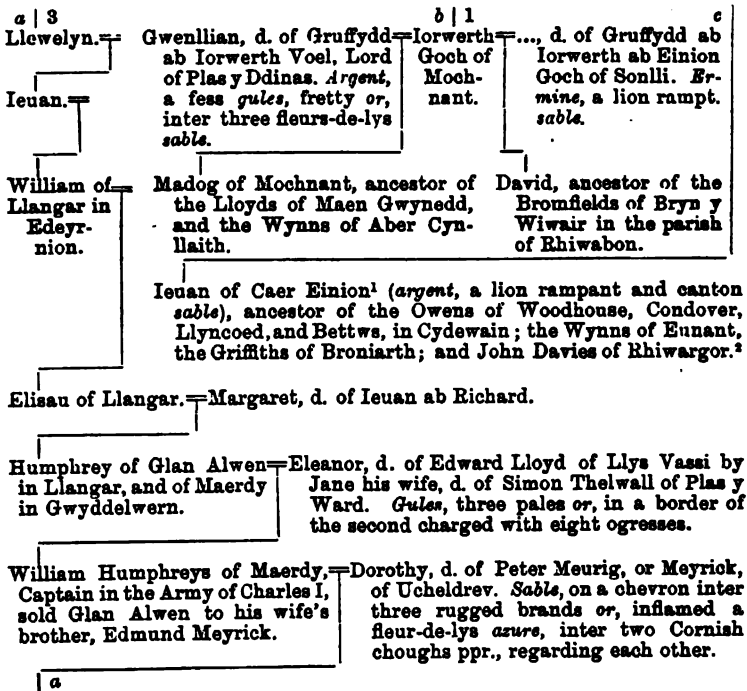 a | 3 b | 1 c
Llewelyn.= Gwenllian, d. of Gruffydd=Iorwerth=..., d. of Gruffydd ab
ab Iorwerth Voel, Lord Goch of Iorwerth ab Einion
of Plas y Ddinas. Argent, Moch- Goch of Sonlli. Er-
Ieuan.= a fess gules, fretty or, nant. mine, a lion rampt.
inter three fleurs-de-lys sable.
sable.
William of= Madog of Mochnant, ancestor of David, ancestor of the
Llangar in the Lloyds of Maen Gwynedd, Bromfields of Bryn y
Edeyr- and the Wynns of Aber Cyn- Wiwair in the parish
nion. llaith. of Rhiwabon.
Ieuan of Caer Einion¹ (argent, a lion rampant and canton
sable), ancestor of the Owens of Woodhouse, Condover,
Llyncoed, and Bettws, in Cydewain; the Wynns of Eunant,
the Griffiths of Broniarth; and John Davies of Rhiwargor.²
Elisau of Llangar.=Margaret, d. of Ieuan ab Richard.
Humphrey of Glan Alwen=Eleanor, d. of Edward Lloyd of Llys Vassi by
in Llangar, and of Maerdy Jane his wife, d. of Simon Thelwall of Plas y
in Gwyddelwern. Ward. Gules, three pales or, in a border of
the second charged with eight ogresses.
William Humphreys of Maerdy,=Dorothy, d. of Peter Meurig, or Meyrick,
Captain in the Army of Charles I, of Ucheldrev. Sable, on a chevron inter
sold Glan Alwen to his wife's three rugged brands or, inflamed a
brother, Edmund Meyrick. fleur-de-lys azure, inter two Cornish
choughs ppr., regarding each other.
| a